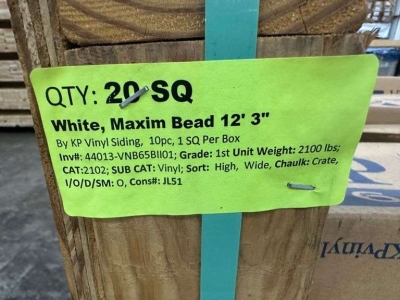 QTY: 20 SQ
White, Maxim Bead 12' 3"
By KP Vinyl Siding, 10pc, 1 SQ Per Box
Inv#: 44013-VNB65BII01; Grade: 1st Unit Weight: 2100 lbs;
CAT:2102; SUB CAT: Vinyl; Sort: High, Wide, Chaulk: Crate,
I/O/D/SM: O, Cons#: JL51
KPvinyl